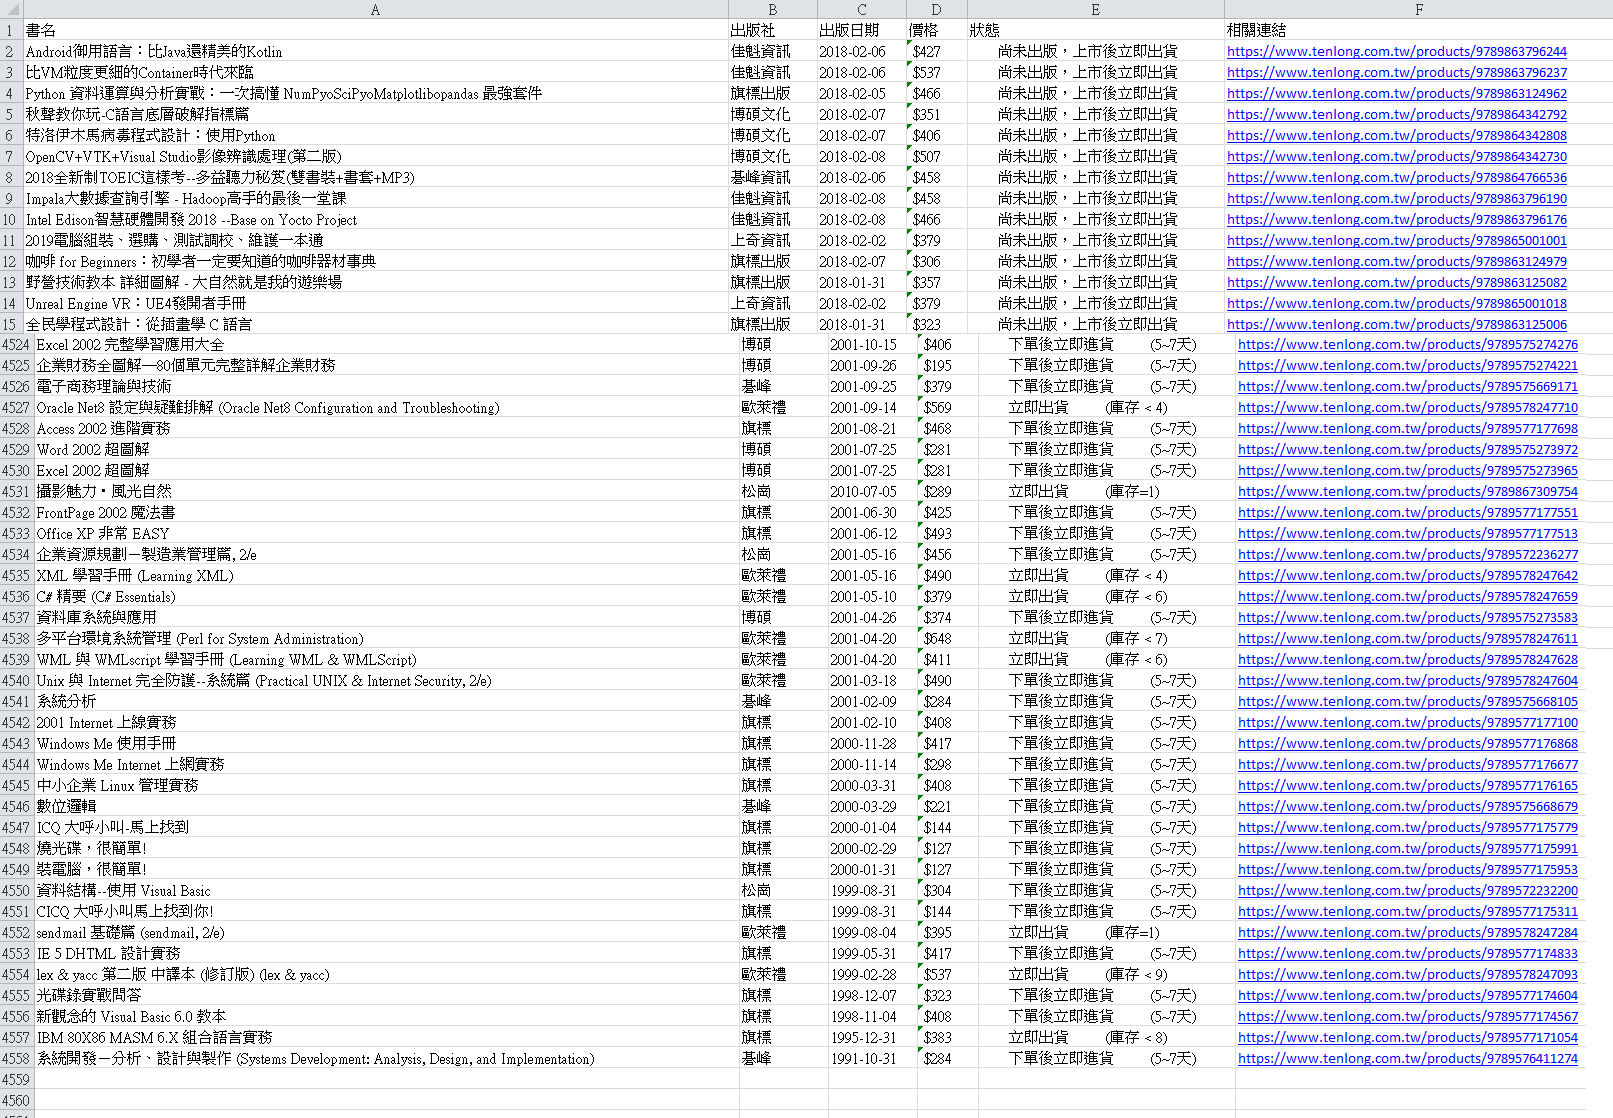 A B C D E F
1 書名 出版社 出版日期 價格 狀態 相關連結
2 Android御用語言：比Java還精美的Kotlin 佳魁資訊 2018-02-06 $427 尚未出版，上市後立即出貨 https://www.tenlong.com.tw/products/9789863796244
3 比VM粒度更細的Container時代來臨 佳魁資訊 2018-02-06 $537 尚未出版，上市後立即出貨 https://www.tenlong.com.tw/products/9789863796237
4 Python 資料運算與分析實戰：一次搞懂 NumPyoSciPyoMatplotlibopandas 最強套件 旗標出版 2018-02-05 $466 尚未出版，上市後立即出貨 https://www.tenlong.com.tw/products/9789863124962
5 秋聲教你玩-C語言底層破解指標篇 博碩文化 2018-02-07 $351 尚未出版，上市後立即出貨 https://www.tenlong.com.tw/products/9789864342792
6 特洛伊木馬病毒程式設計：使用Python 博碩文化 2018-02-07 $406 尚未出版，上市後立即出貨 https://www.tenlong.com.tw/products/9789864342808
7 OpenCV+VTK+Visual Studio影像辨識處理(第二版) 博碩文化 2018-02-08 $507 尚未出版，上市後立即出貨 https://www.tenlong.com.tw/products/9789864342730
8 2018全新制TOEIC這樣考--多益聽力秘笈(雙書裝+書套+MP3) 碁峰資訊 2018-02-08 $458 尚未出版，上市後立即出貨 https://www.tenlong.com.tw/products/9789864766536
9 Impala大數據查詢引擎 - Hadoop高手的最後一堂課 佳魁資訊 2018-02-08 $458 尚未出版，上市後立即出貨 https://www.tenlong.com.tw/products/9789863796190
10 Intel Edison智慧硬體開發 2018 --Base on Yocto Project 佳魁資訊 2018-02-08 $466 尚未出版，上市後立即出貨 https://www.tenlong.com.tw/products/9789863796176
11 2019電腦組裝、選購、測試調校、維護一本通 上奇資訊 2018-02-02 $379 尚未出版，上市後立即出貨 https://www.tenlong.com.tw/products/9789865001001
12 咖啡 for Beginners：初學者一定要知道的咖啡器材事典 旗標出版 2018-02-07 $306 尚未出版，上市後立即出貨 https://www.tenlong.com.tw/products/9789863124979
13 野營技術教本 詳細圖解 - 大自然就是我的遊樂場 旗標出版 2018-01-31 $357 尚未出版，上市後立即出貨 https://www.tenlong.com.tw/products/9789863125082
14 Unreal Engine VR：UE4發開者手冊 上奇資訊 2018-02-02 $379 尚未出版，上市後立即出貨 https://www.tenlong.com.tw/products/9789865001018
15 全民學程式設計：從插畫學 C 語言 旗標出版 2018-01-31 $323 尚未出版，上市後立即出貨 https://www.tenlong.com.tw/products/9789863125006
4524 Excel 2002 完整學習應用大全 博碩 2001-10-15 $406 下單後立即進貨 (5~7天) https://www.tenlong.com.tw/products/9789575274276
4525 企業財務全圖解—80個單元完整詳解企業財務 博碩 2001-09-26 $195 下單後立即進貨 (5~7天) https://www.tenlong.com.tw/products/9789575274221
4526 電子商務理論與技術 碁峰 2001-09-25 $379 下單後立即進貨 (5~7天) https://www.tenlong.com.tw/products/9789575669171
4527 Oracle Net8 設定與疑難排解 (Oracle Net8 Configuration and Troubleshooting) 歐萊禮 2001-09-14 $569 立即出貨 (庫存 < 4) https://www.tenlong.com.tw/products/9789578247710
4528 Access 2002 進階實務 旗標 2001-08-21 $468 下單後立即進貨 (5~7天) https://www.tenlong.com.tw/products/9789577177698
4529 Word 2002 超圖解 博碩 2001-07-25 $281 下單後立即進貨 (5~7天) https://www.tenlong.com.tw/products/9789575273972
4530 Excel 2002 超圖解 博碩 2001-07-25 $281 下單後立即進貨 (5~7天) https://www.tenlong.com.tw/products/9789575273965
4531 攝影魅力‧風光自然 松崗 2010-07-05 $289 立即出貨 (庫存=1) https://www.tenlong.com.tw/products/9789867309754
4532 FrontPage 2002 魔法書 旗標 2001-06-30 $425 下單後立即進貨 (5~7天) https://www.tenlong.com.tw/products/9789577177551
4533 Office XP 非常 EASY 旗標 2001-06-12 $493 下單後立即進貨 (5~7天) https://www.tenlong.com.tw/products/9789577177513
4534 企業資源規劃－製造業管理篇, 2/e 松崗 2001-05-16 $456 下單後立即進貨 (5~7天) https://www.tenlong.com.tw/products/9789572236277
4535 XML 學習手冊 (Learning XML) 歐萊禮 2001-05-16 $490 立即出貨 (庫存 < 4) https://www.tenlong.com.tw/products/9789578247642
4536 C# 精要 (C# Essentials) 歐萊禮 2001-05-10 $379 立即出貨 (庫存 < 6) https://www.tenlong.com.tw/products/9789578247659
4537 資料庫系統與應用 博碩 2001-04-26 $374 下單後立即進貨 (5~7天) https://www.tenlong.com.tw/products/9789575273583
4538 多平台環境系統管理 (Perl for System Administration) 歐萊禮 2001-04-20 $648 立即出貨 (庫存 < 7) https://www.tenlong.com.tw/products/9789578247611
4539 WML 與 WMLscript 學習手冊 (Learning WML & WMLScript) 歐萊禮 2001-04-20 $411 立即出貨 (庫存 < 6) https://www.tenlong.com.tw/products/9789578247628
4540 Unix 與 Internet 完全防護--系統篇 (Practical UNIX & Internet Security, 2/e) 歐萊禮 2001-03-18 $490 下單後立即進貨 (5~7天) https://www.tenlong.com.tw/products/9789578247604
4541 系統分析 碁峰 2001-02-09 $284 下單後立即進貨 (5~7天) https://www.tenlong.com.tw/products/9789575668105
4542 2001 Internet 上線實務 旗標 2001-02-10 $408 下單後立即進貨 (5~7天) https://www.tenlong.com.tw/products/9789577177100
4543 Windows Me 使用手冊 旗標 2000-11-28 $417 下單後立即進貨 (5~7天) https://www.tenlong.com.tw/products/9789577176868
4544 Windows Me Internet 上網實務 旗標 2000-11-14 $298 下單後立即進貨 (5~7天) https://www.tenlong.com.tw/products/9789577176677
4545 中小企業 Linux 管理實務 旗標 2000-03-31 $408 下單後立即進貨 (5~7天) https://www.tenlong.com.tw/products/9789577176165
4546 數位邏輯 碁峰 2000-03-29 $221 下單後立即進貨 (5~7天) https://www.tenlong.com.tw/products/9789575668679
4547 ICQ 大呼小叫-馬上找到 旗標 2000-01-04 $144 下單後立即進貨 (5~7天) https://www.tenlong.com.tw/products/9789577175779
4548 燒光碟，很簡單! 旗標 2000-02-29 $127 下單後立即進貨 (5~7天) https://www.tenlong.com.tw/products/9789577175991
4549 裝電腦，很簡單! 旗標 2000-01-31 $127 下單後立即進貨 (5~7天) https://www.tenlong.com.tw/products/9789577175953
4550 資料結構--使用 Visual Basic 松崗 1999-08-31 $304 下單後立即進貨 (5~7天) https://www.tenlong.com.tw/products/9789572232200
4551 CICQ 大呼小叫馬上找到你! 旗標 1999-08-31 $144 下單後立即進貨 (5~7天) https://www.tenlong.com.tw/products/9789577175311
4552 sendmail 基礎篇 (sendmail, 2/e) 歐萊禮 1999-08-04 $395 立即出貨 (庫存=1) https://www.tenlong.com.tw/products/9789578247284
4553 IE 5 DHTML 設計實務 旗標 1999-05-31 $417 下單後立即進貨 (5~7天) https://www.tenlong.com.tw/products/9789577174833
4554 lex & yacc 第二版 中譯本 (修訂版) (lex & yacc) 歐萊禮 1999-02-28 $537 立即出貨 (庫存 < 9) https://www.tenlong.com.tw/products/9789578247093
4555 光碟錄實戰問答 旗標 1998-12-07 $323 下單後立即進貨 (5~7天) https://www.tenlong.com.tw/products/9789577174604
4556 新觀念的 Visual Basic 6.0 教本 旗標 1998-11-04 $408 下單後立即進貨 (5~7天) https://www.tenlong.com.tw/products/9789577174567
4557 IBM 80X86 MASM 6.X 組合語言實務 旗標 1995-12-31 $383 立即出貨 (庫存 < 8) https://www.tenlong.com.tw/products/9789577171054
4558 系統開發－分析、設計與製作 (Systems Development: Analysis, Design, and Implementation) 碁峰 1991-10-31 $284 下單後立即進貨 (5~7天) https://www.tenlong.com.tw/products/9789576411274
4559
4560